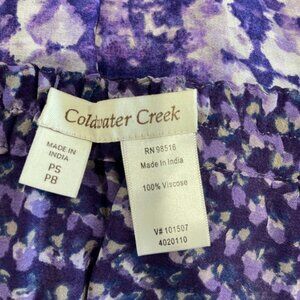 Coldwater Creek
MADE IN
INDIA
PS
PB
RN 98516
Made In India
100% Viscose
V# 101507
4020110